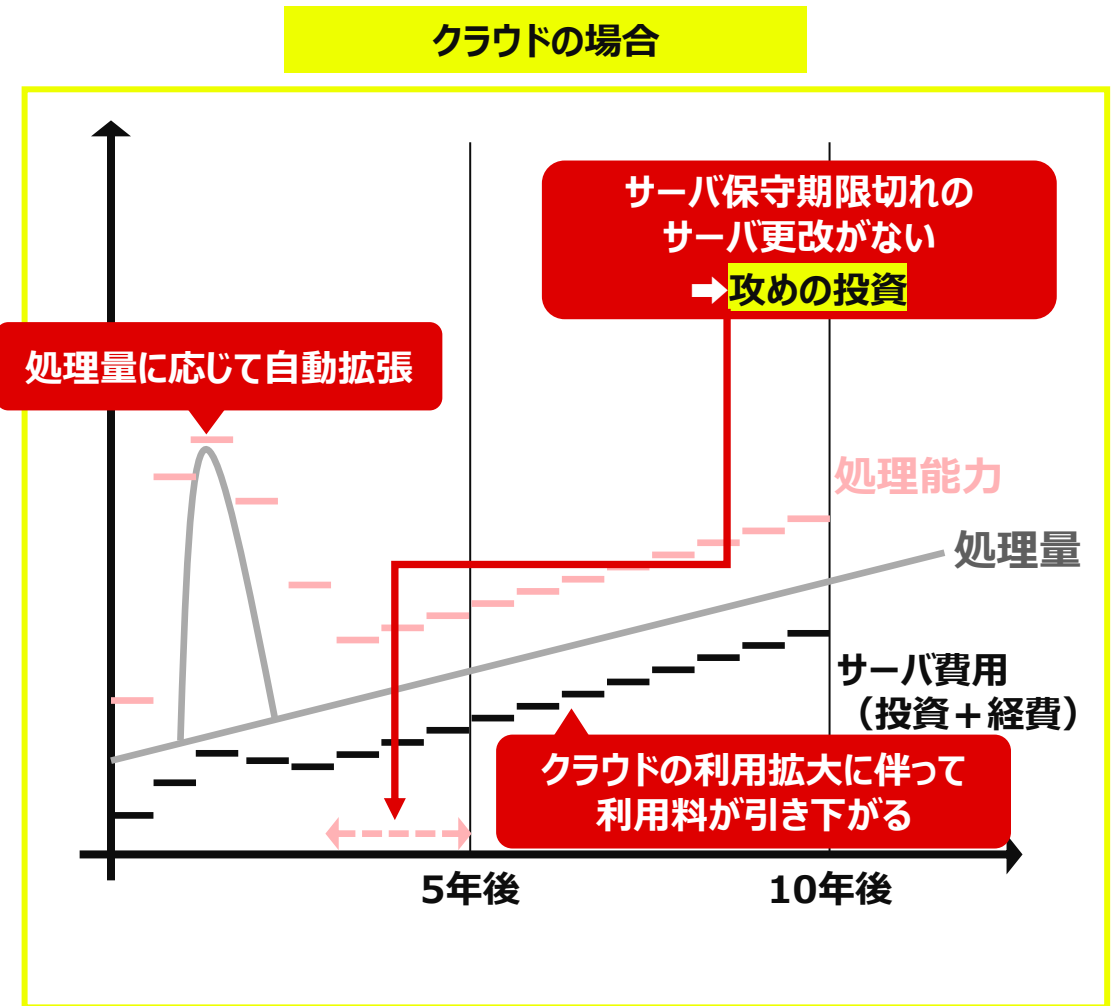 クラウドの場合
サーバ保守期限切れの
サーバ更改がない
➡攻めの投資
処理量に応じて自動拡張
処理能力
処理量
サーバ費用
（投資＋経費）
クラウドの利用拡大に伴って
利用料が引き下がる
5年後
10年後